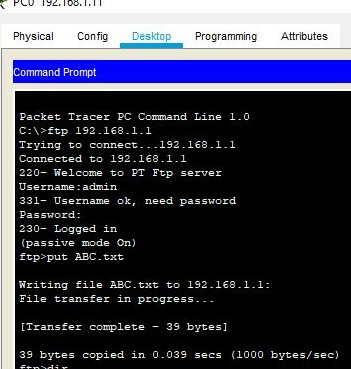 PC0 192.168.1.11
Physical Config Desktop Programming Attributes
Command Prompt
Packet Tracer PC Command Line 1.0
C:\>ftp 192.168.1.1
Trying to connect...192.168.1.1
Connected to 192.168.1.1
220- Welcome to PT Ftp server
Username:admin
331- Username ok, need password
Password:
230- Logged in
(passive mode On)
ftp>put ABC.txt
Writing file ABC.txt to 192.168.1.1:
File transfer in progress...
[Transfer complete - 39 bytes]
39 bytes copied in 0.039 secs (1000 bytes/sec)
ftp>dir